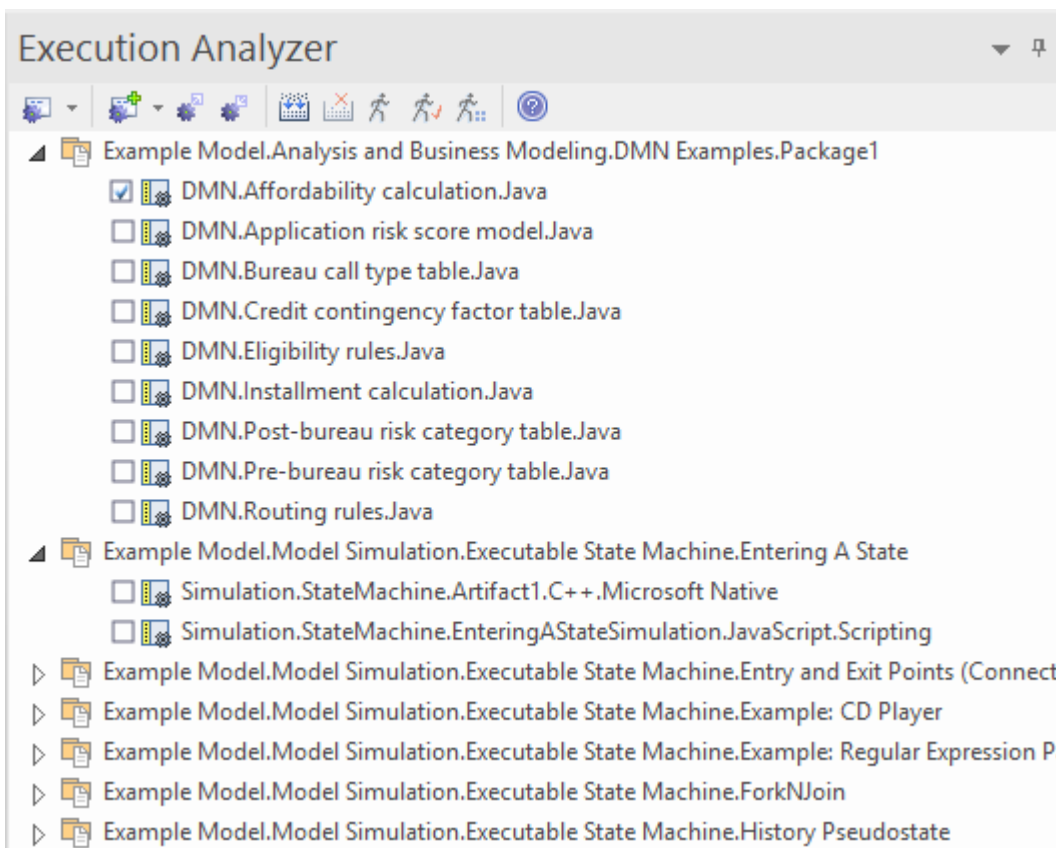 Execution Analyzer
Example Model.Analysis and Business Modeling.DMN Examples.Package1
DMN.Affordability calculation.Java
DMN.Application risk score model.Java
DMN.Bureau call type table.Java
DMN.Credit contingency factor table.Java
DMN.Eligibility rules.Java
DMN.Installment calculation.Java
DMN.Post-bureau risk category table.Java
DMN.Pre-bureau risk category table.Java
DMN.Routing rules.Java
Example Model.Model Simulation.Executable State Machine.Entering A State
Simulation.StateMachine.Artifact1.C++.Microsoft Native
Simulation.StateMachine.EnteringAStateSimulation.JavaScript.Scripting
Example Model.Model Simulation.Executable State Machine.Entry and Exit Points (Connect
Example Model.Model Simulation.Executable State Machine.Example: CD Player
Example Model.Model Simulation.Executable State Machine.Example: Regular Expression P
Example Model.Model Simulation.Executable State Machine.ForkNJoin
Example Model.Model Simulation.Executable State Machine.History Pseudostate